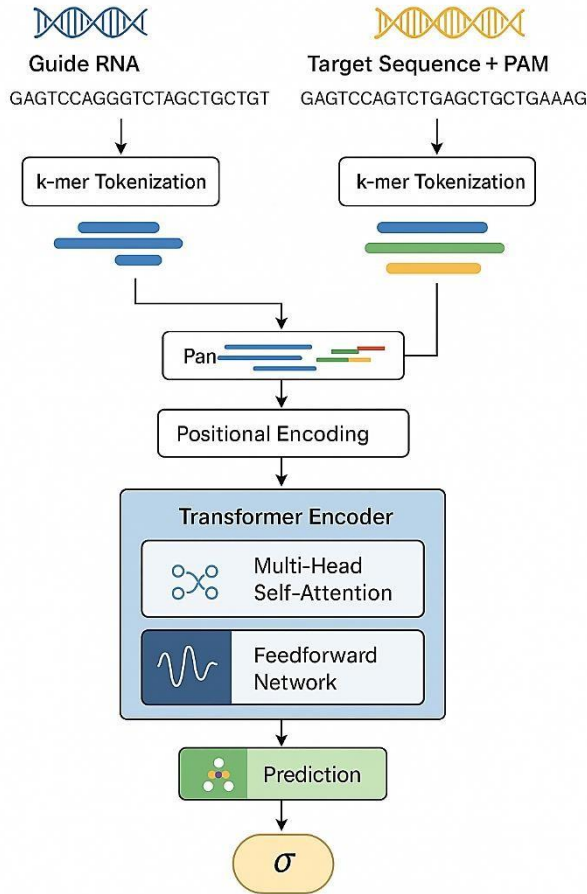 Guide RNA
GAGTCCAGGGTCTAGCTGCTGT
Target Sequence + PAM
GAGTCCAGTCTGAGCTGCTGAAAG
k-mer Tokenization
k-mer Tokenization
Pan
Positional Encoding
Transformer Encoder
Multi-Head
Self-Attention
Feedforward
Network
Prediction
σ